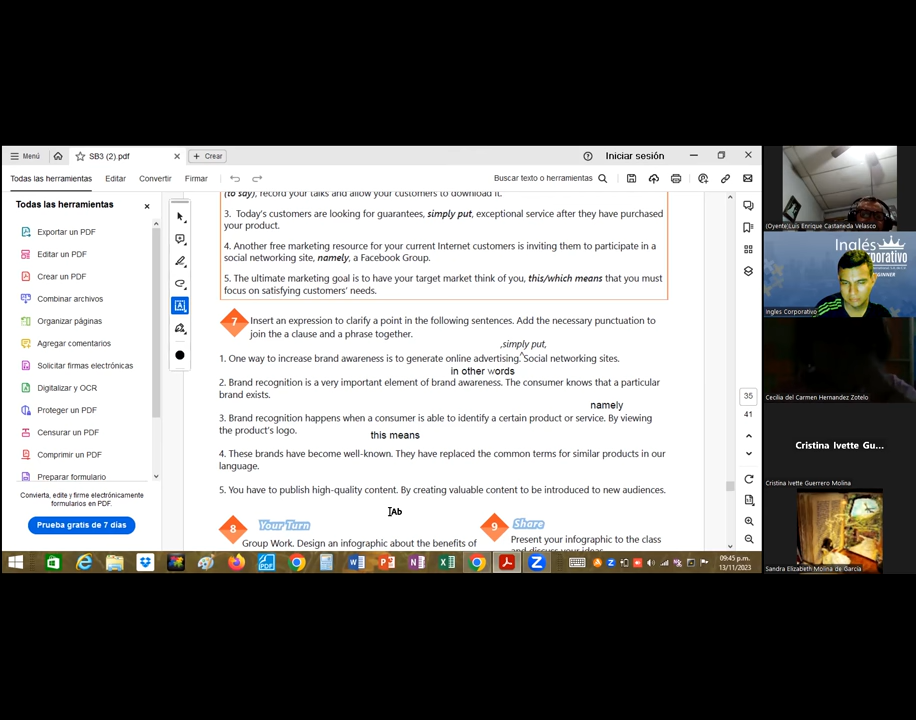 Menú
SB3 (2).pdf
Crear
Iniciar sesión
Todas las herramientas
Editar
Convertir
Firmar
Buscar texto o herramientas
Todas las herramientas
Exportar un PDF
Editar un PDF
Crear un PDF
Combinar archivos
Organizar páginas
Agregar comentarios
Solicitar firmas electrónicas
Digitalizar y OCR
Proteger un PDF
Censurar un PDF
Comprimir un PDF
Preparar formulario
Convierta, edite y firme electrónicamente
formularios en PDF.
Prueba gratis de 7 días
(to say), record your talks and allow your customers to download it.
3. Today's customers are looking for guarantees, simply put, exceptional service after they have purchased
your product.
4. Another free marketing resource for your current Internet customers is inviting them to participate in a
social networking site, namely, a Facebook Group.
5. The ultimate marketing goal is to have your target market think of you, this/which means that you must
focus on satisfying customers' needs.
7 Insert an expression to clarify a point in the following sentences. Add the necessary punctuation to
join the a clause and a phrase together.
,simply put,
1. One way to increase brand awareness is to generate online advertising.^Social networking sites.
in other words
2. Brand recognition is a very important element of brand awareness. The consumer knows that a particular
brand exists.
namely
3. Brand recognition happens when a consumer is able to identify a certain product or service. By viewing
the product's logo.
this means
4. These brands have become well-known. They have replaced the common terms for similar products in our
language.
5. You have to publish high-quality content. By creating valuable content to be introduced to new audiences.
Ab
8 Your Turn
Group Work. Design an infographic about the benefits of
9 Share
Present your infographic to the class
and discuss your ideas.
35
41
09:45 p.m.
13/11/2023
(Oyente)Luis Enrique Castañeda Velasco
Inglés
Corporativo
BEGINNER
Ingles Corporativo
Cecilia del Carmen Hernandez Zotelo
Cristina Ivette Gu...
Cristina Ivette Guerrero Molina
Sandra Elizabeth Molina de Garcia